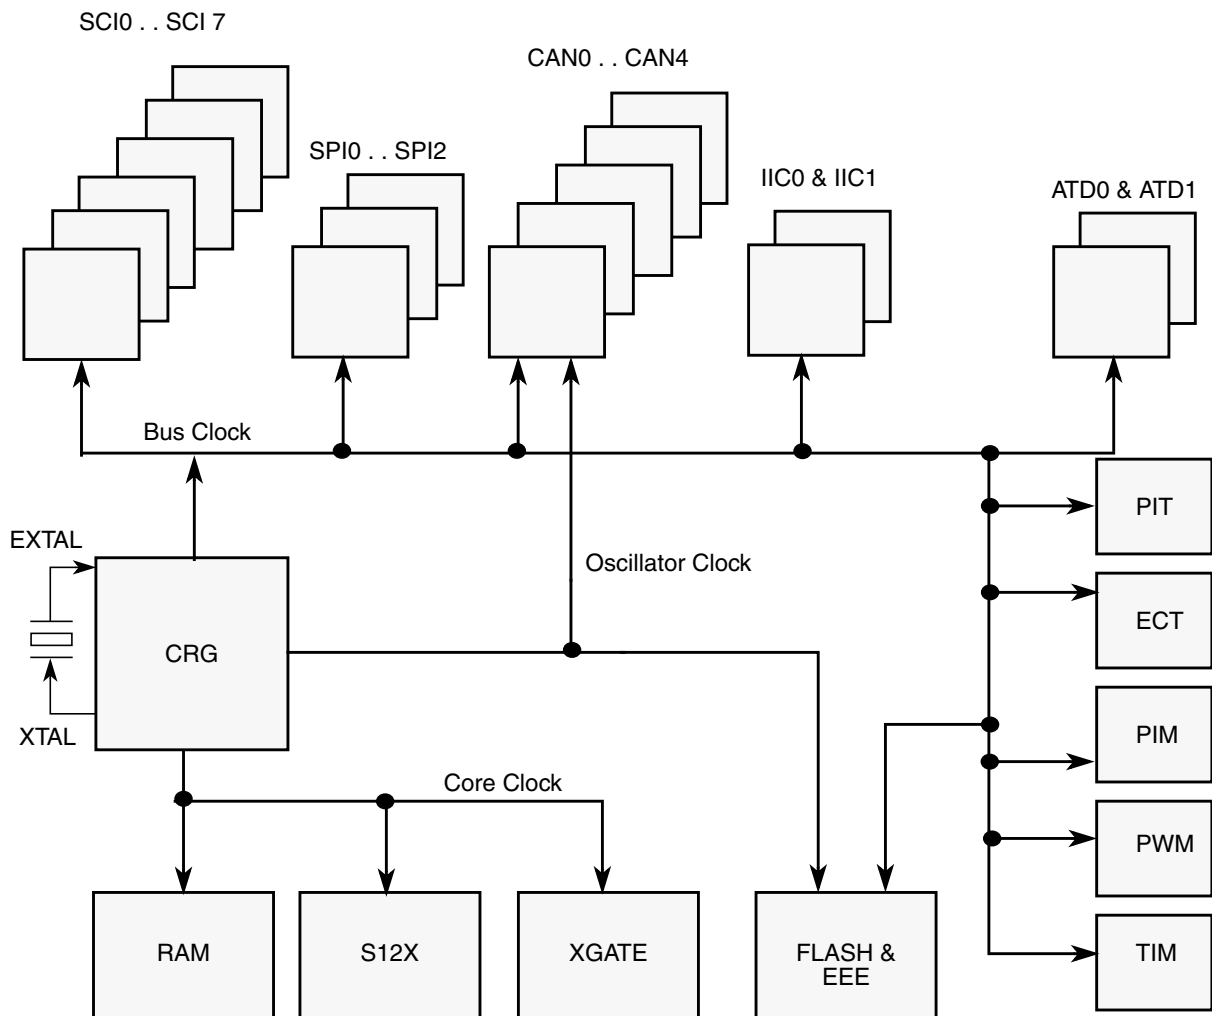 SCI0 . . SCI 7
CAN0 . . CAN4
SPI0 . . SPI2
IIC0 & IIC1
ATD0 & ATD1
Bus Clock
PIT
EXTAL
Oscillator Clock
ECT
CRG
XTAL
PIM
Core Clock
PWM
RAM
S12X
XGATE
FLASH &
EEE
TIM